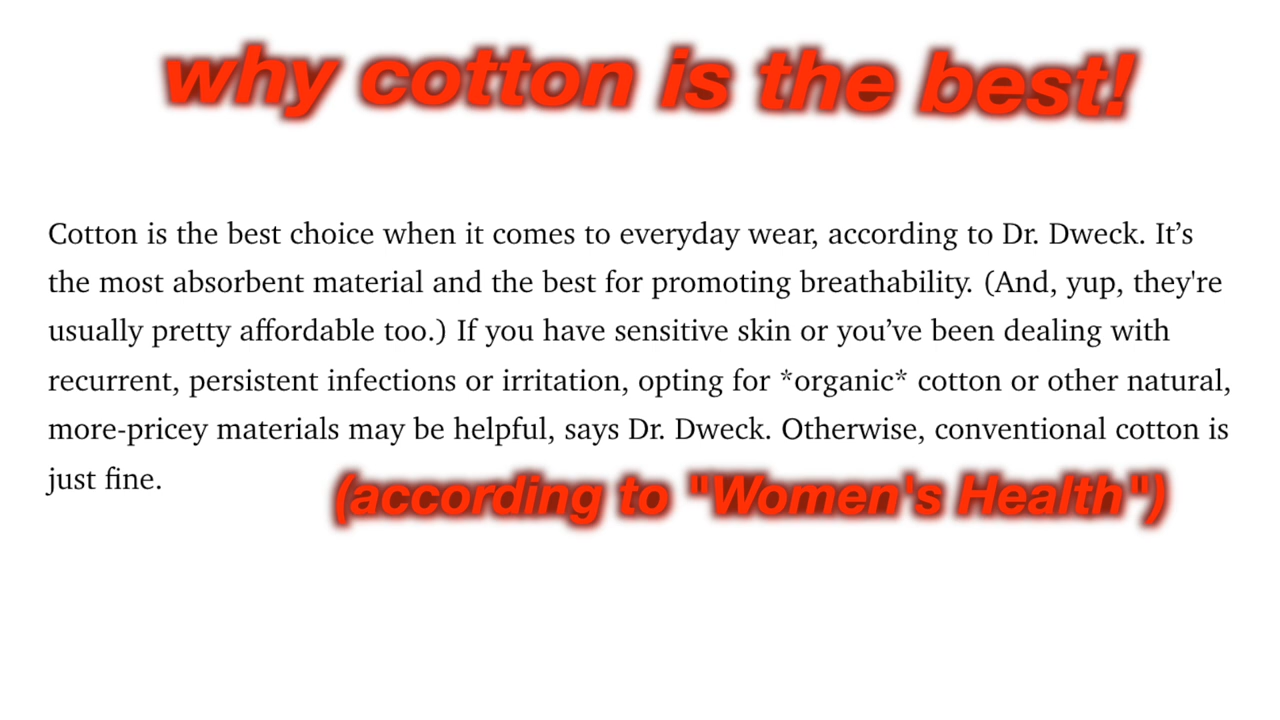 why cotton is the best!
Cotton is the best choice when it comes to everyday wear, according to Dr. Dweck. It’s
the most absorbent material and the best for promoting breathability. (And, yup, they're
usually pretty affordable too.) If you have sensitive skin or you’ve been dealing with
recurrent, persistent infections or irritation, opting for *organic* cotton or other natural,
more-pricey materials may be helpful, says Dr. Dweck. Otherwise, conventional cotton is
just fine.
(according to "Women's Health")